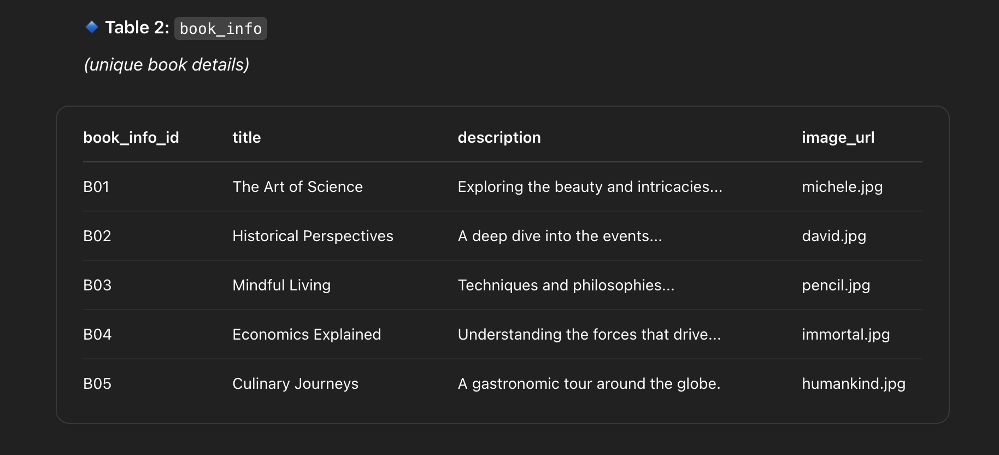 Table 2: book_info
(unique book details)
book_info_id title description image_url
B01 The Art of Science Exploring the beauty and intricacies... michele.jpg
B02 Historical Perspectives A deep dive into the events... david.jpg
B03 Mindful Living Techniques and philosophies... pencil.jpg
B04 Economics Explained Understanding the forces that drive... immortal.jpg
B05 Culinary Journeys A gastronomic tour around the globe. humankind.jpg